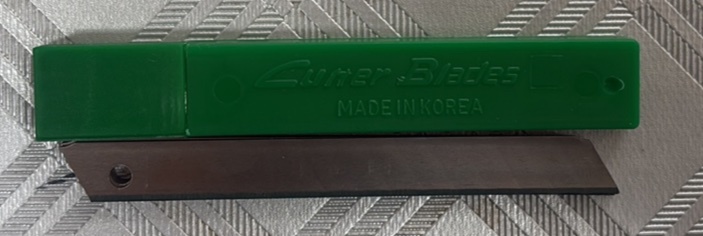 Cutter Blades
MADE IN KOREA